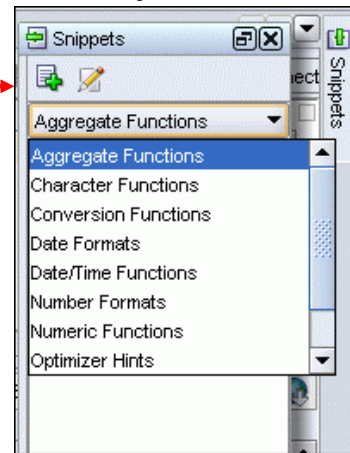 Snippets
nect
Snippets
Aggregate Functions
Aggregate Functions
Character Functions
Conversion Functions
Date Formats
Date/Time Functions
Number Formats
Numeric Functions
Optimizer Hints